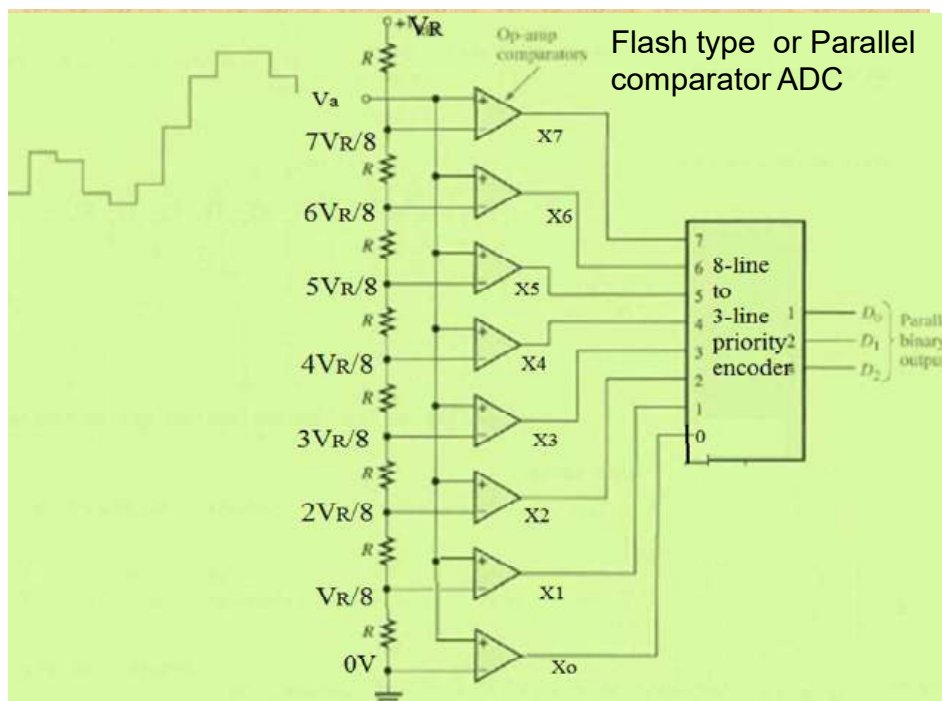 +VR
Op-amp
comparators
Flash type or Parallel
comparator ADC
R
Va
X7
7VR/8
R
6VR/8
X6
R
5VR/8
X5
R
4VR/8
X4
R
3VR/8
X3
R
2VR/8
X2
R
VR/8
X1
R
0V
Xo
7
6
5
4
3
2
1
0
8-line
to
3-line
priority
encoder
1
2
D0
D1
D2
binary